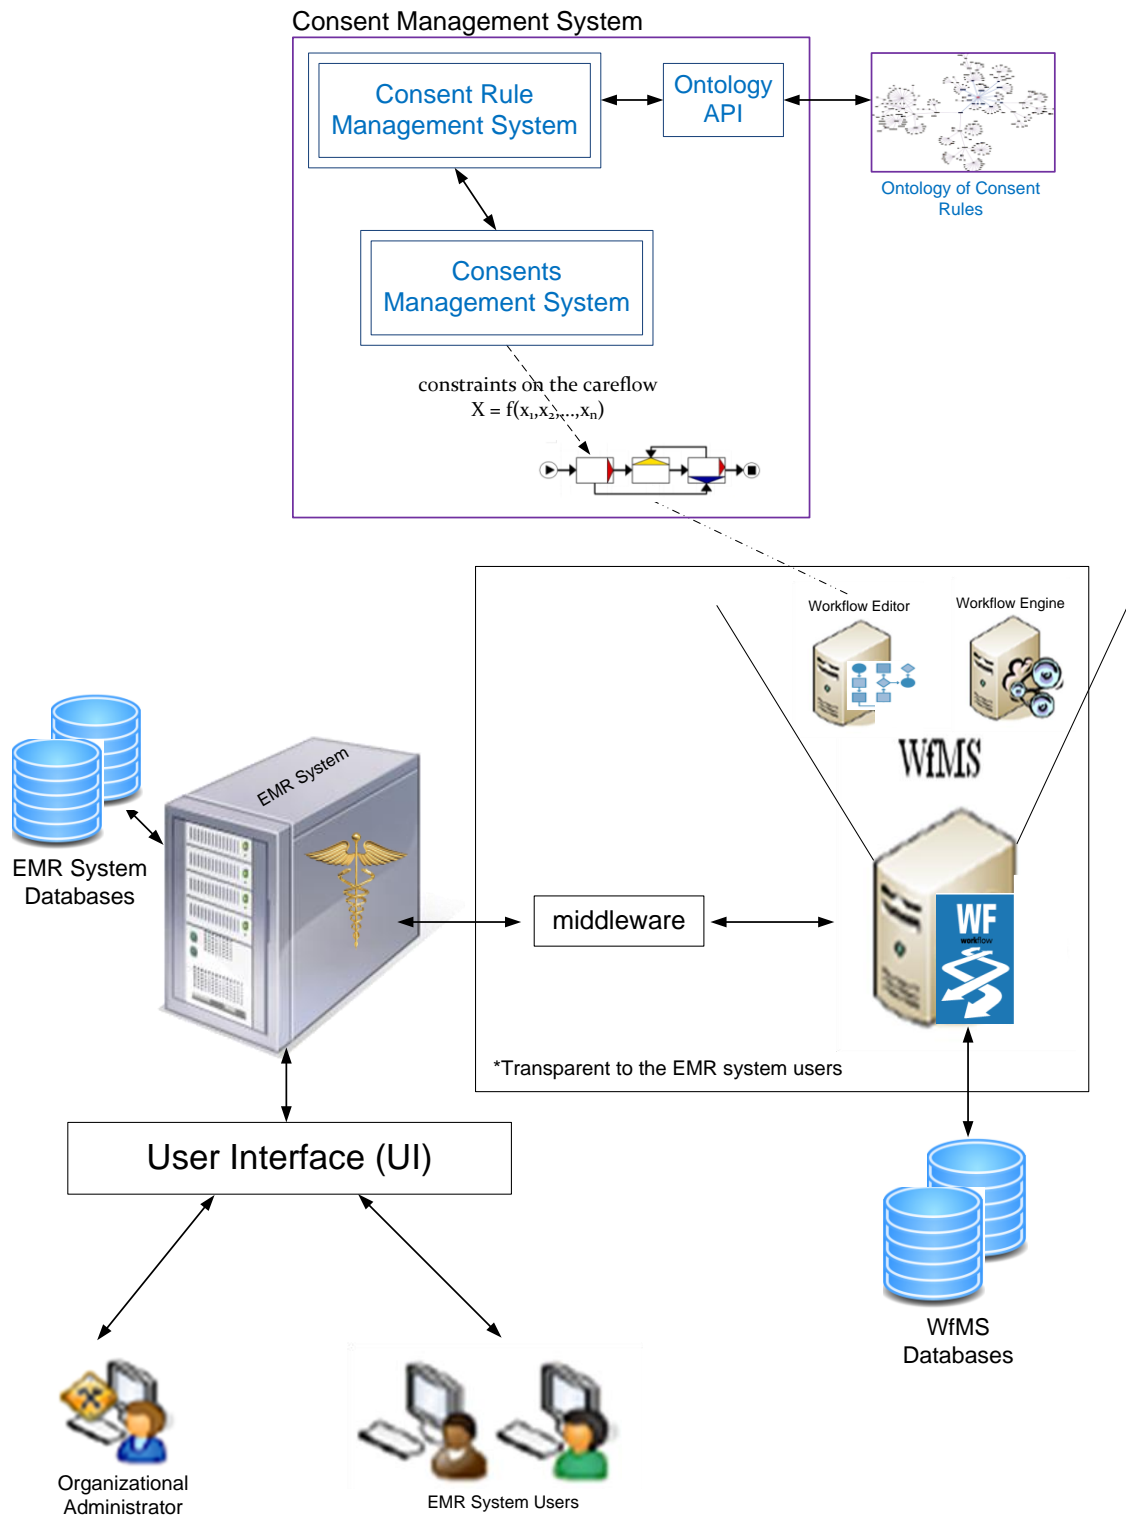 Consent Management System
Consent Rule
Management System
Ontology
API
Ontology of Consent
Rules
Consents
Management System
constraints on the careflow
X = f(x₁,x₂,...,xₙ)
Workflow Editor
Workflow Engine
WfMS
EMR System
EMR System
Databases
middleware
WF
workflow
*Transparent to the EMR system users
User Interface (UI)
WfMS
Databases
Organizational
Administrator
EMR System Users